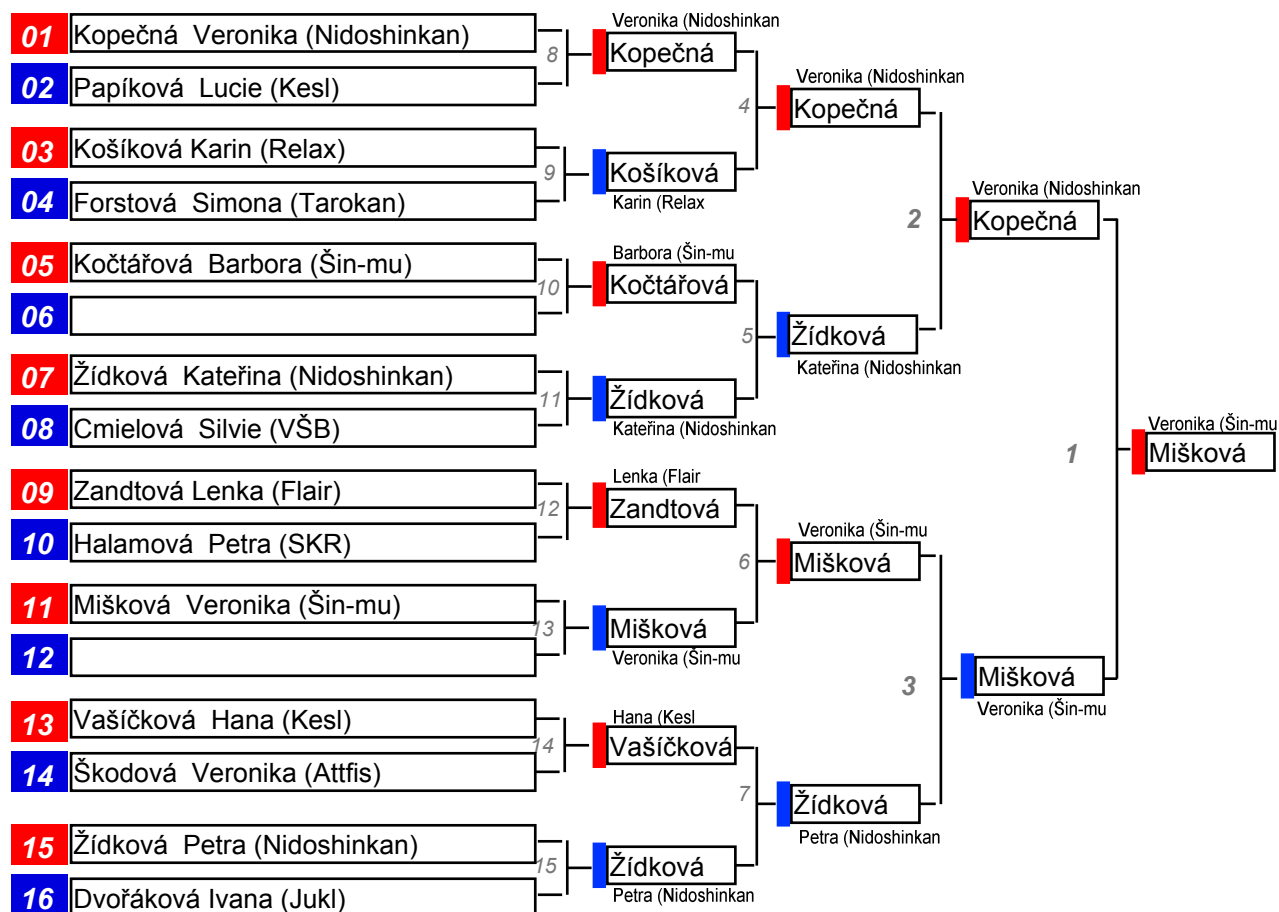 01 Kopečná  Veronika (Nidoshinkan)
02 Papíková  Lucie (Kesl)
03 Košíková Karin (Relax)
04 Forstová  Simona (Tarokan)
05 Kočtářová  Barbora (Šin-mu)
06
07 Žídková  Kateřina (Nidoshinkan)
08 Cmielová  Silvie (VŠB)
09 Zandtová Lenka (Flair)
10 Halamová  Petra (SKR)
11 Mišková  Veronika (Šin-mu)
12
13 Vašíčková  Hana (Kesl)
14 Škodová  Veronika (Attfis)
15 Žídková  Petra (Nidoshinkan)
16 Dvořáková Ivana (Jukl)
8
9
10
11
12
13
14
15
Veronika (Nidoshinkan
Kopečná
Košíková
Karin (Relax
Barbora (Šin-mu
Kočtářová
Žídková
Kateřina (Nidoshinkan
Lenka (Flair
Zandtová
Mišková
Veronika (Šin-mu
Hana (Kesl
Vašíčková
Žídková
Petra (Nidoshinkan
4
5
6
7
Veronika (Nidoshinkan
Kopečná
Žídková
Kateřina (Nidoshinkan
Veronika (Šin-mu
Mišková
Žídková
Petra (Nidoshinkan
2
3
Veronika (Nidoshinkan
Kopečná
Mišková
Veronika (Šin-mu
1
Veronika (Šin-mu
Mišková